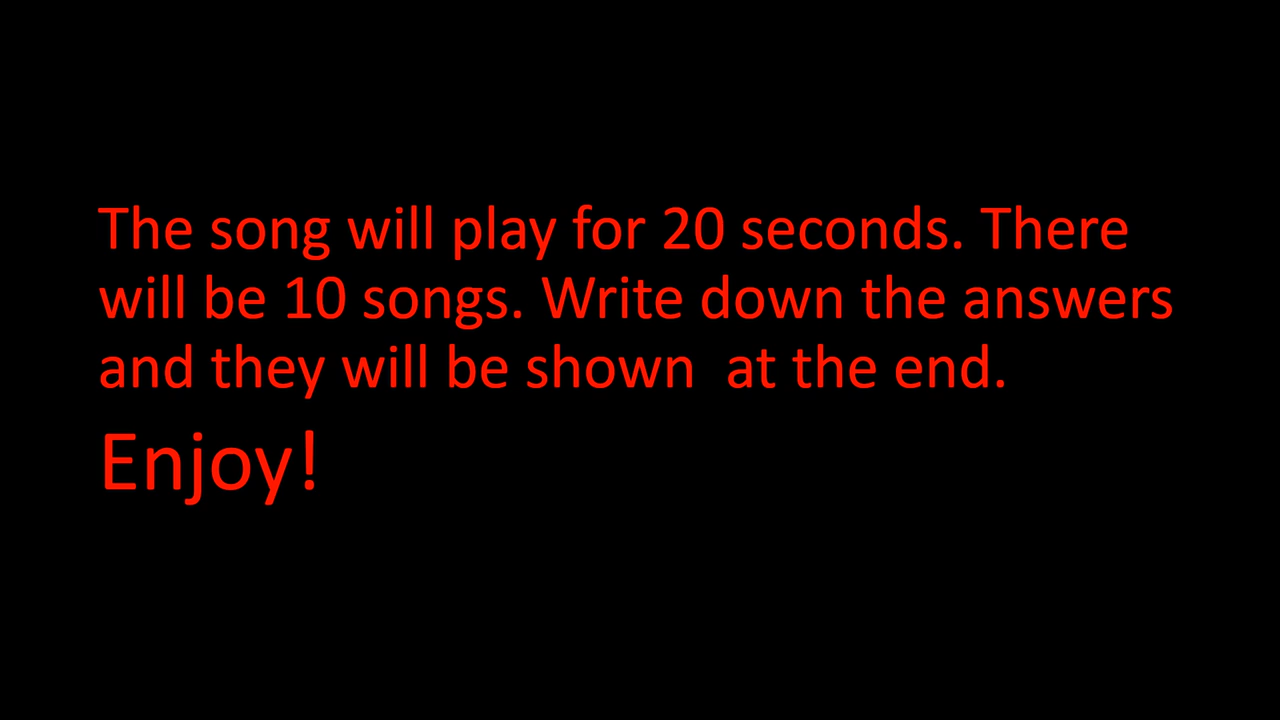 The song will play for 20 seconds. There
will be 10 songs. Write down the answers
and they will be shown  at the end.
Enjoy!